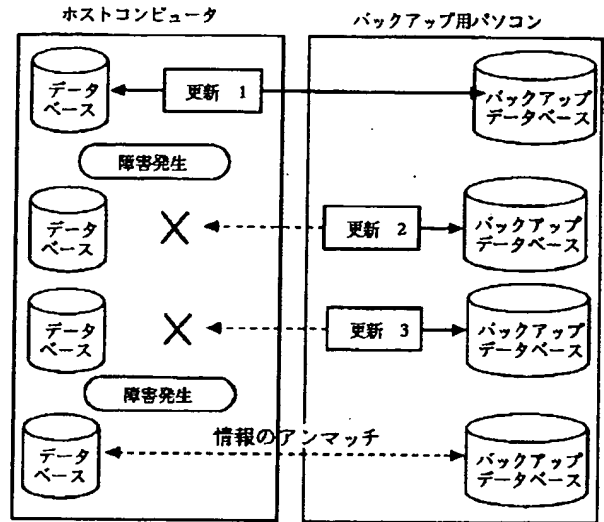 ホストコンピュータ
バックアップ用パソコン
データ
ベース
更新 1
バックアップ
データベース
障害発生
データ
ベース
更新 2
バックアップ
データベース
データ
ベース
更新 3
バックアップ
データベース
障害発生
情報のアンマッチ
データ
ベース
バックアップ
データベース